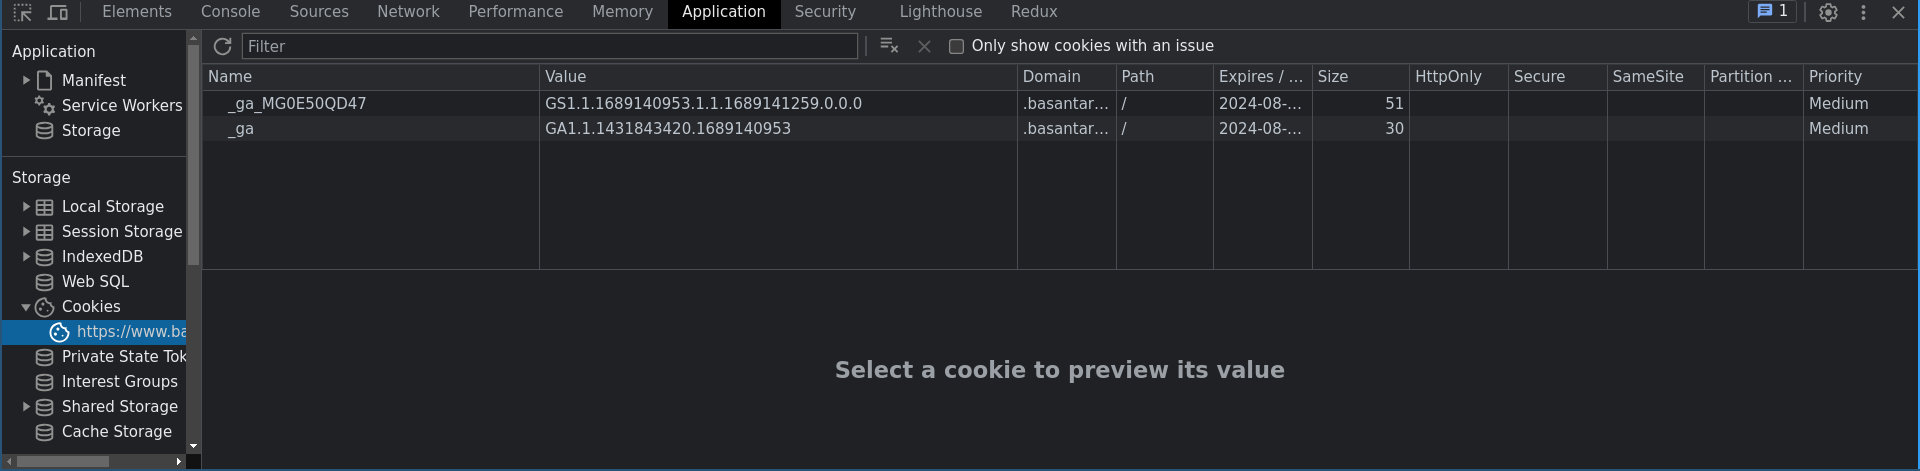 Elements Console Sources Network Performance Memory Application Security Lighthouse Redux 1
Application
Manifest
Service Workers
Storage
Storage
Local Storage
Session Storage
IndexedDB
Web SQL
Cookies
https://www.ba
Private State Tok
Interest Groups
Shared Storage
Cache Storage
Filter Only show cookies with an issue
Name Value Domain Path Expires / ... Size HttpOnly Secure SameSite Partition ... Priority
_ga_MG0E50QD47 GS1.1.1689140953.1.1.1689141259.0.0.0 .basantar... / 2024-08-... 51 Medium
_ga GA1.1.1431843420.1689140953 .basantar... / 2024-08-... 30 Medium
Select a cookie to preview its value